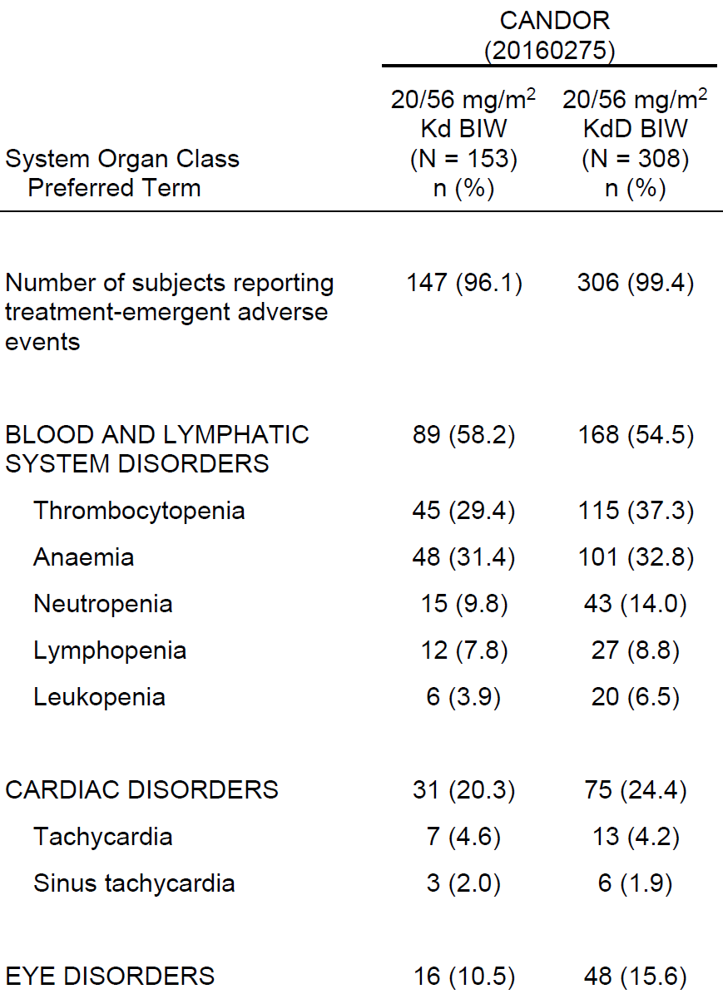 CANDOR
(20160275)
20/56 mg/m² 20/56 mg/m²
Kd BIW KdD BIW
System Organ Class (N = 153) (N = 308)
Preferred Term n (%) n (%)
Number of subjects reporting 147 (96.1) 306 (99.4)
treatment-emergent adverse
events
BLOOD AND LYMPHATIC 89 (58.2) 168 (54.5)
SYSTEM DISORDERS
Thrombocytopenia 45 (29.4) 115 (37.3)
Anaemia 48 (31.4) 101 (32.8)
Neutropenia 15 (9.8) 43 (14.0)
Lymphopenia 12 (7.8) 27 (8.8)
Leukopenia 6 (3.9) 20 (6.5)
CARDIAC DISORDERS 31 (20.3) 75 (24.4)
Tachycardia 7 (4.6) 13 (4.2)
Sinus tachycardia 3 (2.0) 6 (1.9)
EYE DISORDERS 16 (10.5) 48 (15.6)